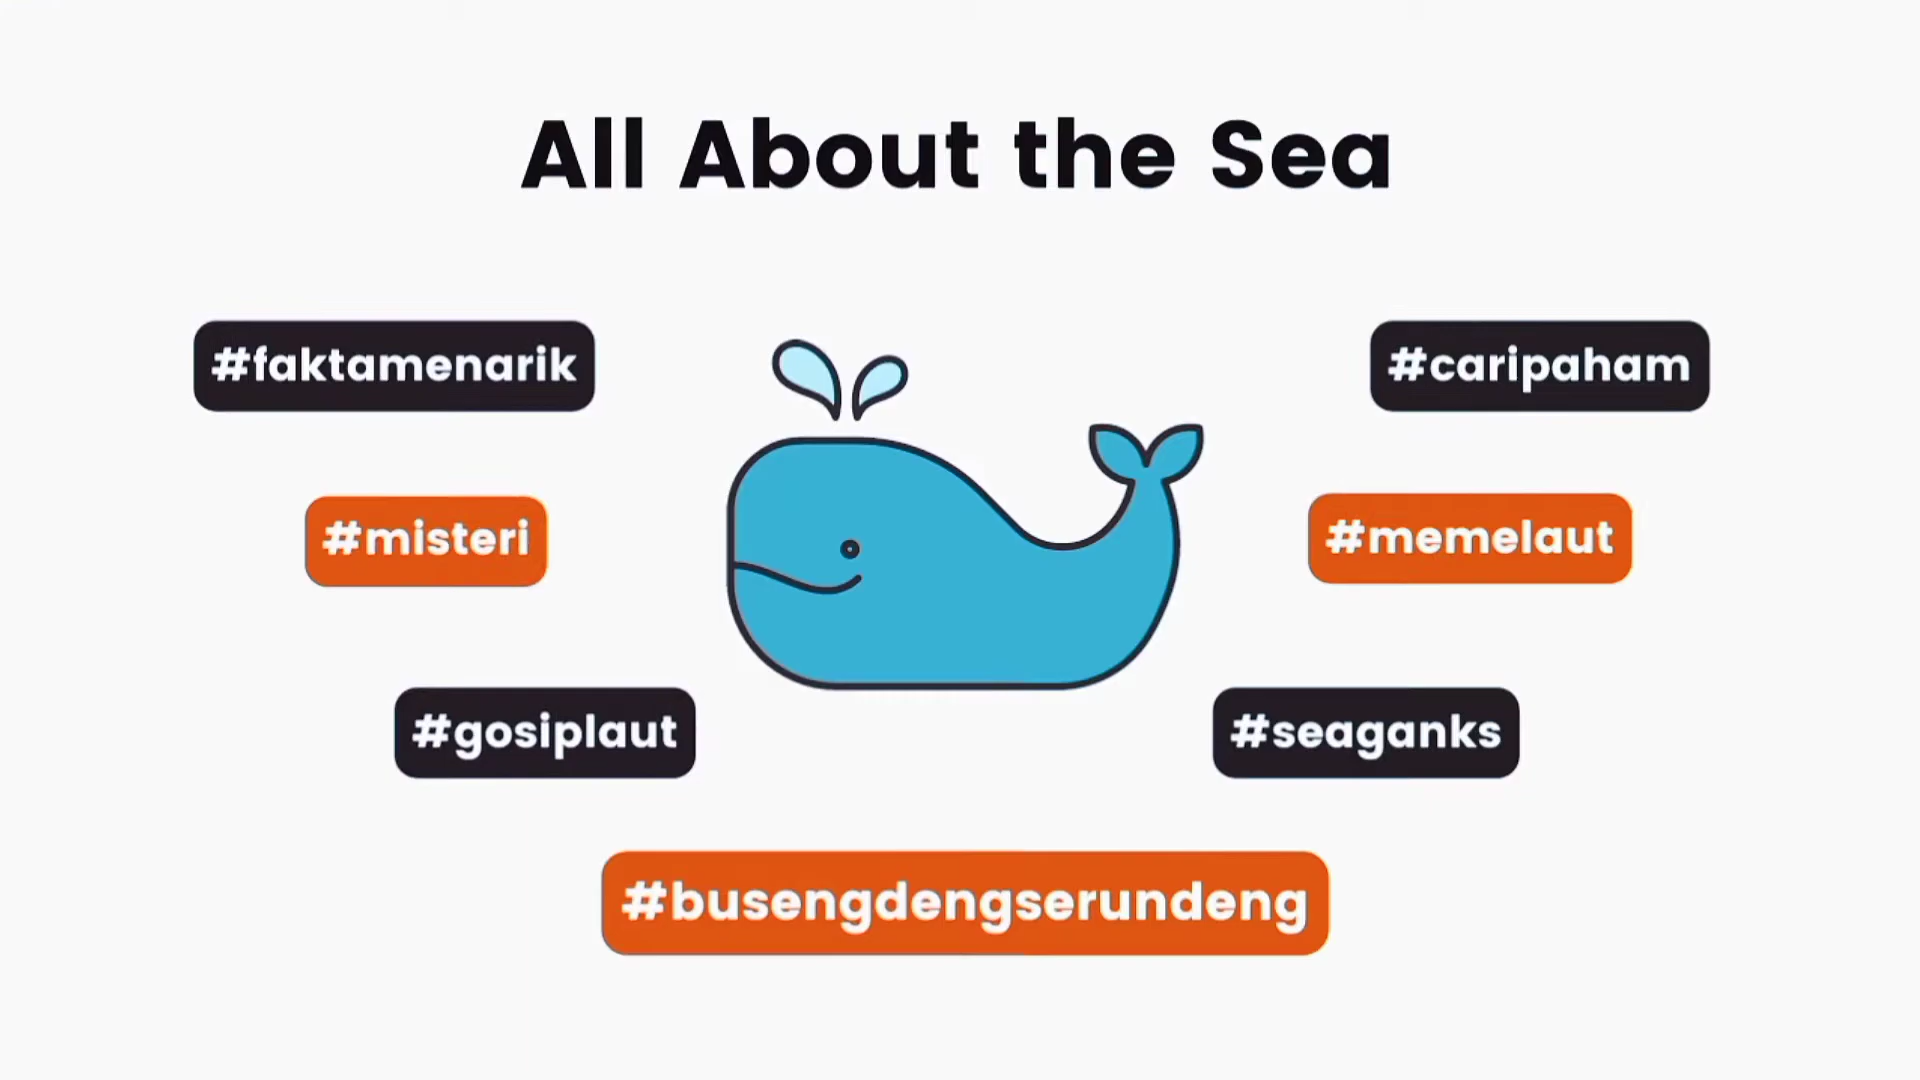 All About the Sea
#faktamenarik
#caripaham
#misteri
#memelaut
#gosiplaut
#seaganks
#busengdengserundeng